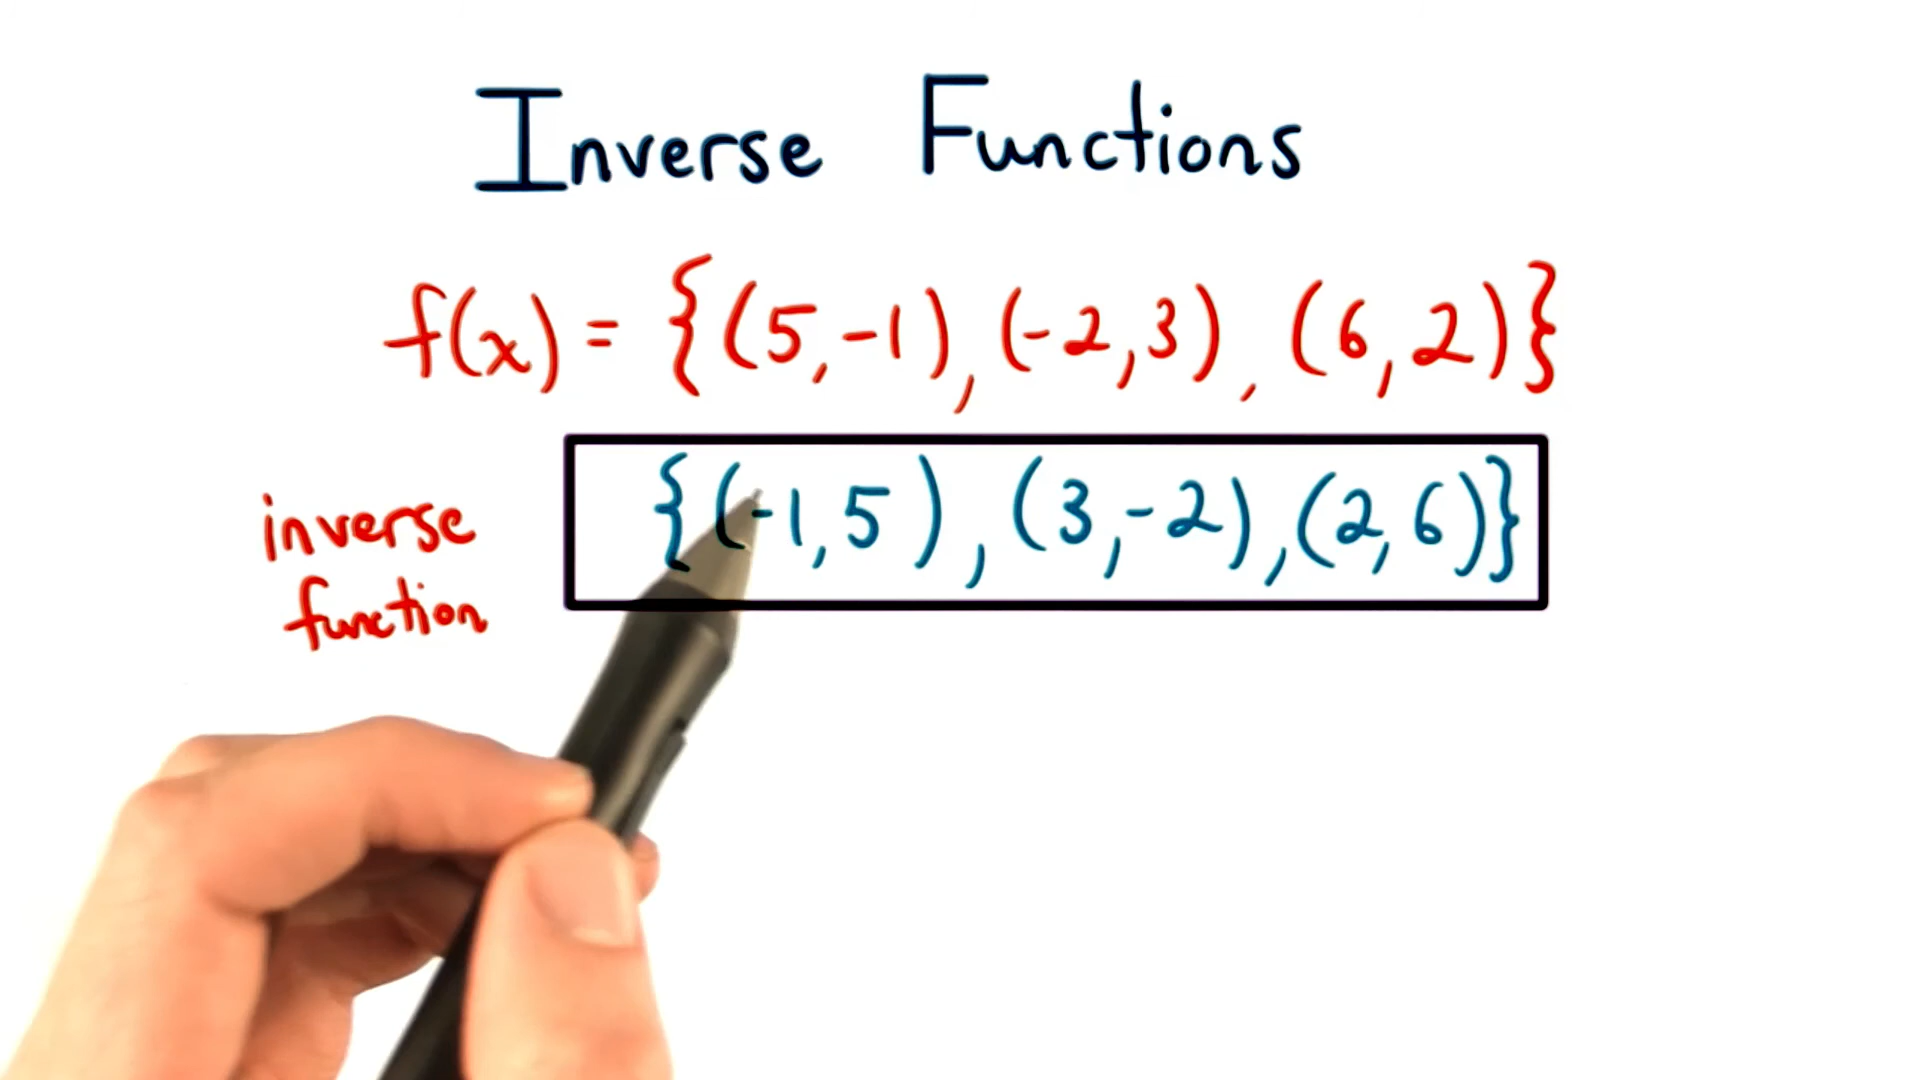 Inverse Functions
f(x) = {(5,-1), (-2,3), (6,2)}
{(-1,5), (3,-2), (2,6)}
inverse
function